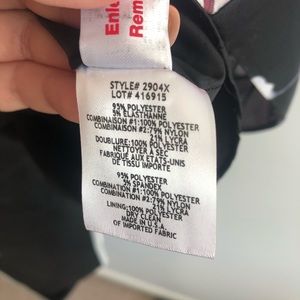 STYLE# 2904X
LOT# 416915
95% POLYESTER
5% ELASTHANNE
COMBINAISON #1:100% POLYESTER
COMBINAISON #2:79% NYLON
21% LYCRA
DOUBLURE:100% POLYESTER
NETTOYER A SEC
FABRIQUE AUX ETATS-UNIS
DE TISSU IMPORTE
95% POLYESTER
5% SPANDEX
COMBINATION #1:100% POLYESTER
COMBINATION #2:79% NYLON
21% LYCRA
LINING:100% POLYESTER
DRY CLEAN
MADE IN U.S.A.
OF IMPORTED FABRIC